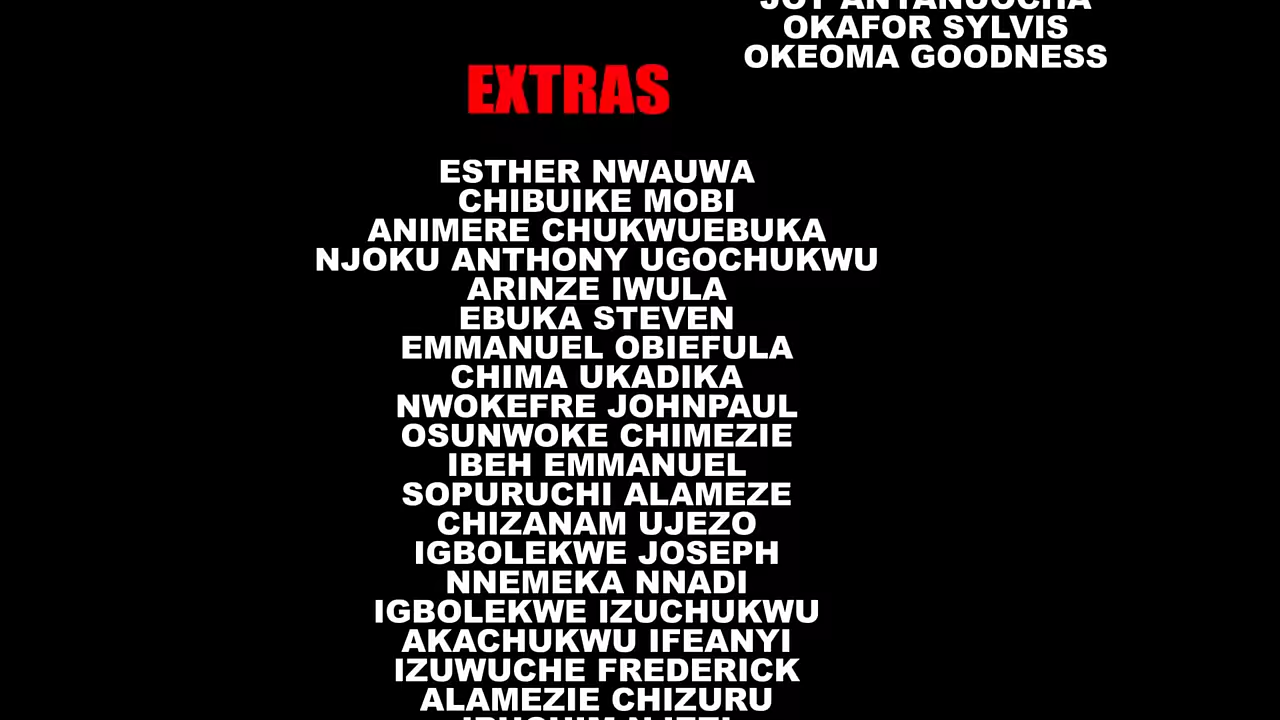 OKAFOR SYLVIS
OKEOMA GOODNESS
EXTRAS
ESTHER NWAUWA
CHIBUIKE MOBI
ANIMERE CHUKWUEBUKA
NJOKU ANTHONY UGOCHUKWU
ARINZE IWULA
EBUKA STEVEN
EMMANUEL OBIEFULA
CHIMA UKADIKA
NWOKEFRE JOHNPAUL
OSUNWOKE CHIMEZIE
IBEH EMMANUEL
SOPURUCHI ALAMEZE
CHIZANAM UJEZO
IGBOLEKWE JOSEPH
NNEMEKA NNADI
IGBOLEKWE IZUCHUKWU
AKACHUKWU IFEANYI
IZUWUCHE FREDERICK
ALAMEZIE CHIZURU